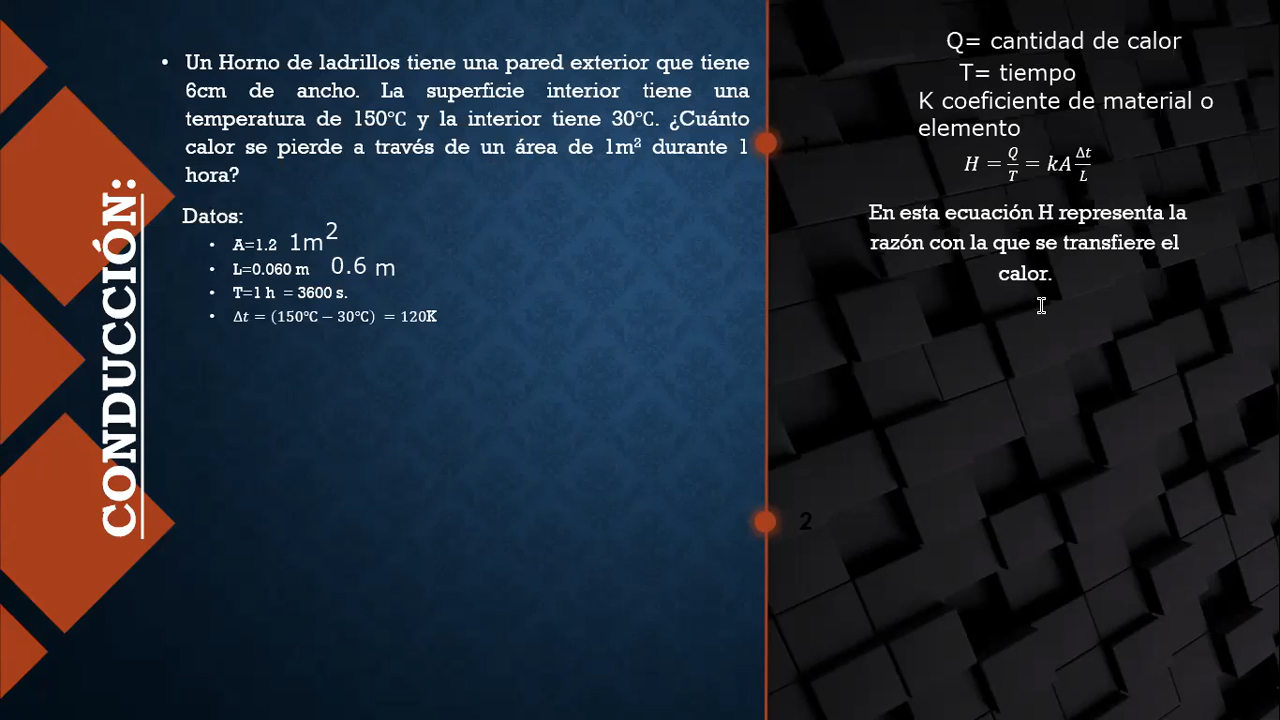 CONDUCCIÓN:
• Un Horno de ladrillos tiene una pared exterior que tiene
6cm de ancho. La superficie interior tiene una
temperatura de 150℃ y la interior tiene 30℃. ¿Cuánto
calor se pierde a través de un área de 1m² durante 1
hora?
Datos:
• A=1.2 1m²
• L=0.060 m 0.6 m
• T=1 h = 3600 s.
• Δt = (150℃ − 30℃) = 120K
Q= cantidad de calor
T= tiempo
K coeficiente de material o
elemento
H = Q/T = kA Δt/L
En esta ecuación H representa la
razón con la que se transfiere el
calor.
1
2